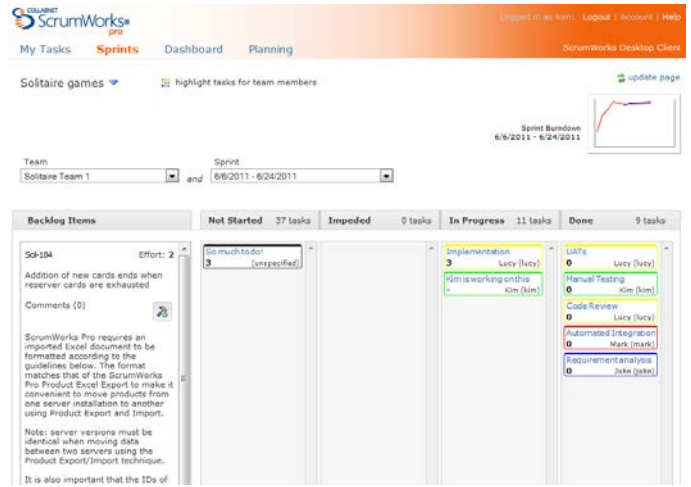 COLLABNET
ScrumWorks
pro
Logged in as kim: Logout | Account | Help
My Tasks Sprints Dashboard Planning
ScrumWorks Desktop Client
Solitaire games
highlight tasks for team members
update page
Sprint Burndown
6/6/2011 - 6/24/2011
Team
Sprint
Solitaire Team 1
and
6/6/2011 - 6/24/2011
Backlog Items
Not Started 37 tasks
Impeded 0 tasks
In Progress 11 tasks
Done 9 tasks
Sol-184 Effort: 2
Addition of new cards ends when
reserver cards are exhausted
Comments (0)
ScrumWorks Pro requires an
imported Excel document to be
formatted according to the
guidelines below. The format
matches that of the ScrumWorks
Pro Product Excel Export to make it
convenient to move products from
one server installation to another
using Product Export and Import.
Note: server versions must be
identical when moving data
between two servers using the
Product Export/Import technique.
It is also important that the IDs of
So much to do!
3 (unspecified)
Implementation
3 Lucy (lucy)
Kim is working on this
- Kim (kim)
UATs
0 Lucy (lucy)
Manual Testing
0 Kim (kim)
Code Review
0 Lucy (lucy)
Automated Integration
0 Mark (mark)
Requirement analysis
0 John (john)